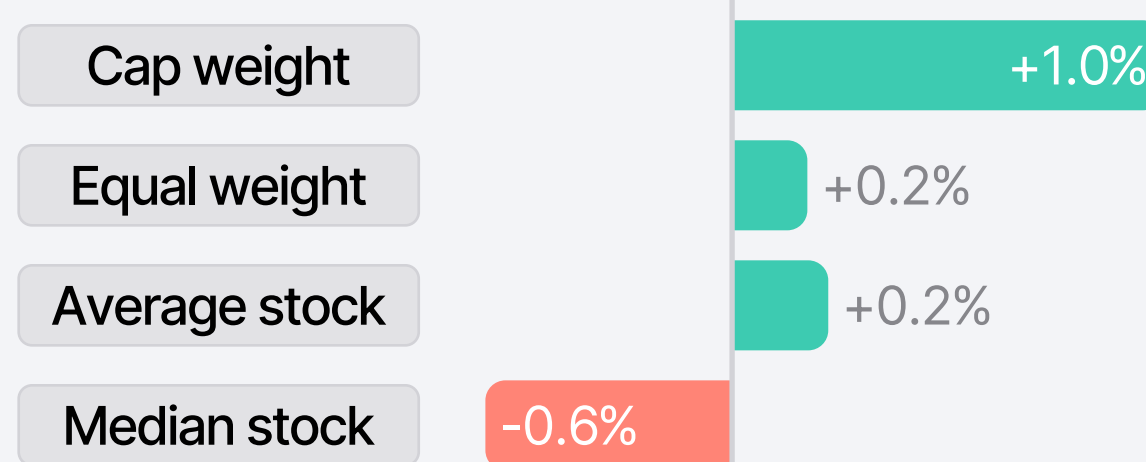 Cap weight
+1.0%
Equal weight
+0.2%
Average stock
+0.2%
Median stock
-0.6%